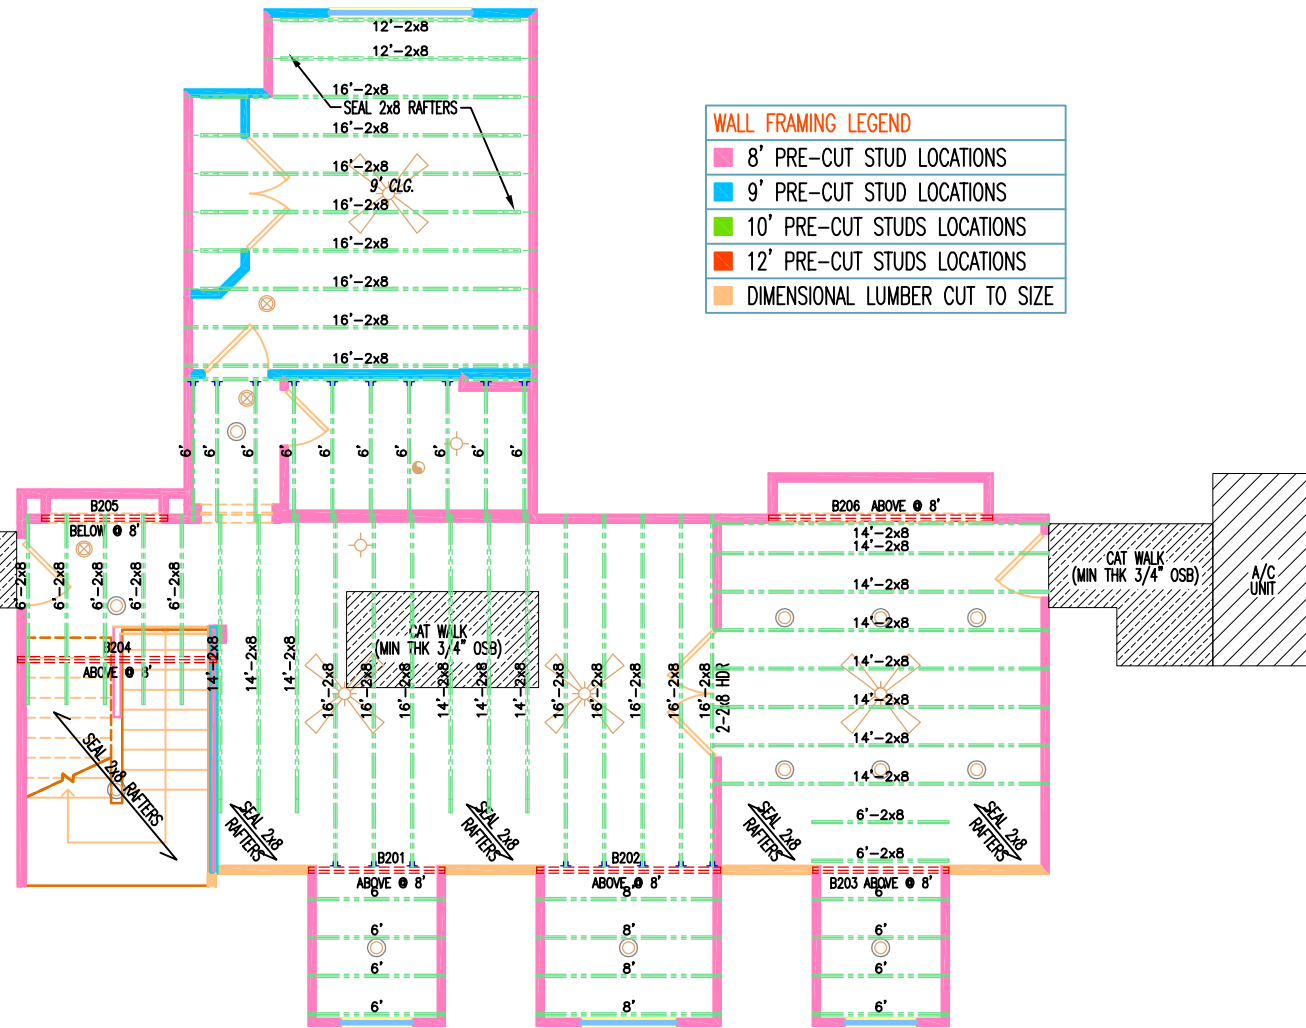 12'-2x8
12'-2x8
16'-2x8
SEAL 2x8 RAFTERS
16'-2x8
16'-2x8
9' CLG.
16'-2x8
16'-2x8
16'-2x8
16'-2x8
16'-2x8
WALL FRAMING LEGEND
8' PRE-CUT STUD LOCATIONS
9' PRE-CUT STUD LOCATIONS
10' PRE-CUT STUDS LOCATIONS
12' PRE-CUT STUDS LOCATIONS
DIMENSIONAL LUMBER CUT TO SIZE
6'
6'
6'
6'
6'
6'
6'
6'
6'
6'
B205
BELOW @ 8'
6'-2x8
6'-2x8
6'-2x8
6'-2x8
6'-2x8
B204
ABOVE @ 8'
SEAL 2x8 RAFTERS
14'-2x8
14'-2x8
14'-2x8
CAT WALK
(MIN THK 3/4" OSB)
16'-2x8
16'-2x8
16'-2x8
14'-2x8
14'-2x8
14'-2x8
16'-2x8
16'-2x8
16'-2x8
16'-2x8
16'-2x8
2-2x8 HDR
B206 ABOVE @ 8'
14'-2x8
14'-2x8
14'-2x8
14'-2x8
14'-2x8
14'-2x8
14'-2x8
14'-2x8
6'-2x8
6'-2x8
CAT WALK
(MIN THK 3/4" OSB)
A/C
UNIT
SEAL 2x8
RAFTERS
SEAL 2x8
RAFTERS
SEAL 2x8
RAFTERS
SEAL 2x8
RAFTERS
B201
ABOVE @ 8'
6'
6'
6'
6'
B202
ABOVE @ 8'
8'
8'
8'
8'
B203 ABOVE @ 8'
6'
6'
6'
6'